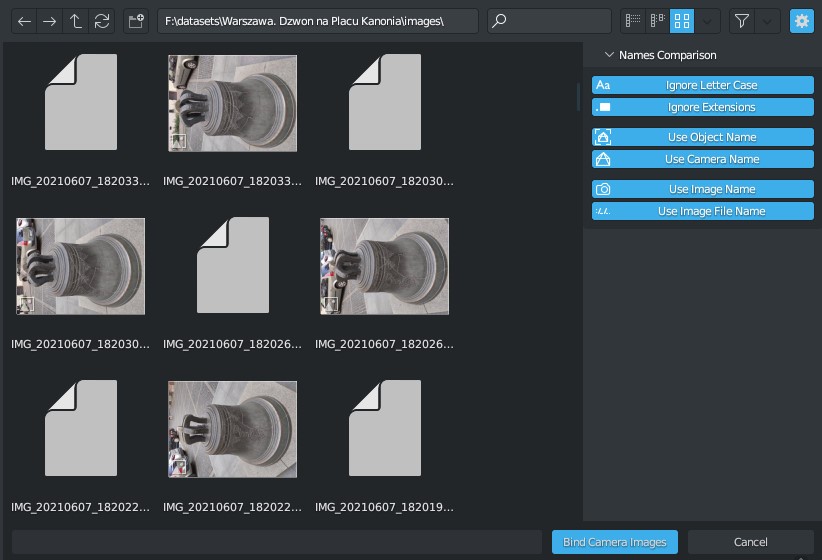 F:\datasets\Warszawa. Dzwon na Placu Kanonia\images\
Names Comparison
Aa Ignore Letter Case
Ignore Extensions
Use Object Name
Use Camera Name
Use Image Name
Use Image File Name
IMG_20210607_182033... IMG_20210607_182033... IMG_20210607_182030...
IMG_20210607_182030... IMG_20210607_182026... IMG_20210607_182026...
IMG_20210607_182022... IMG_20210607_182022... IMG_20210607_182019...
Bind Camera Images Cancel